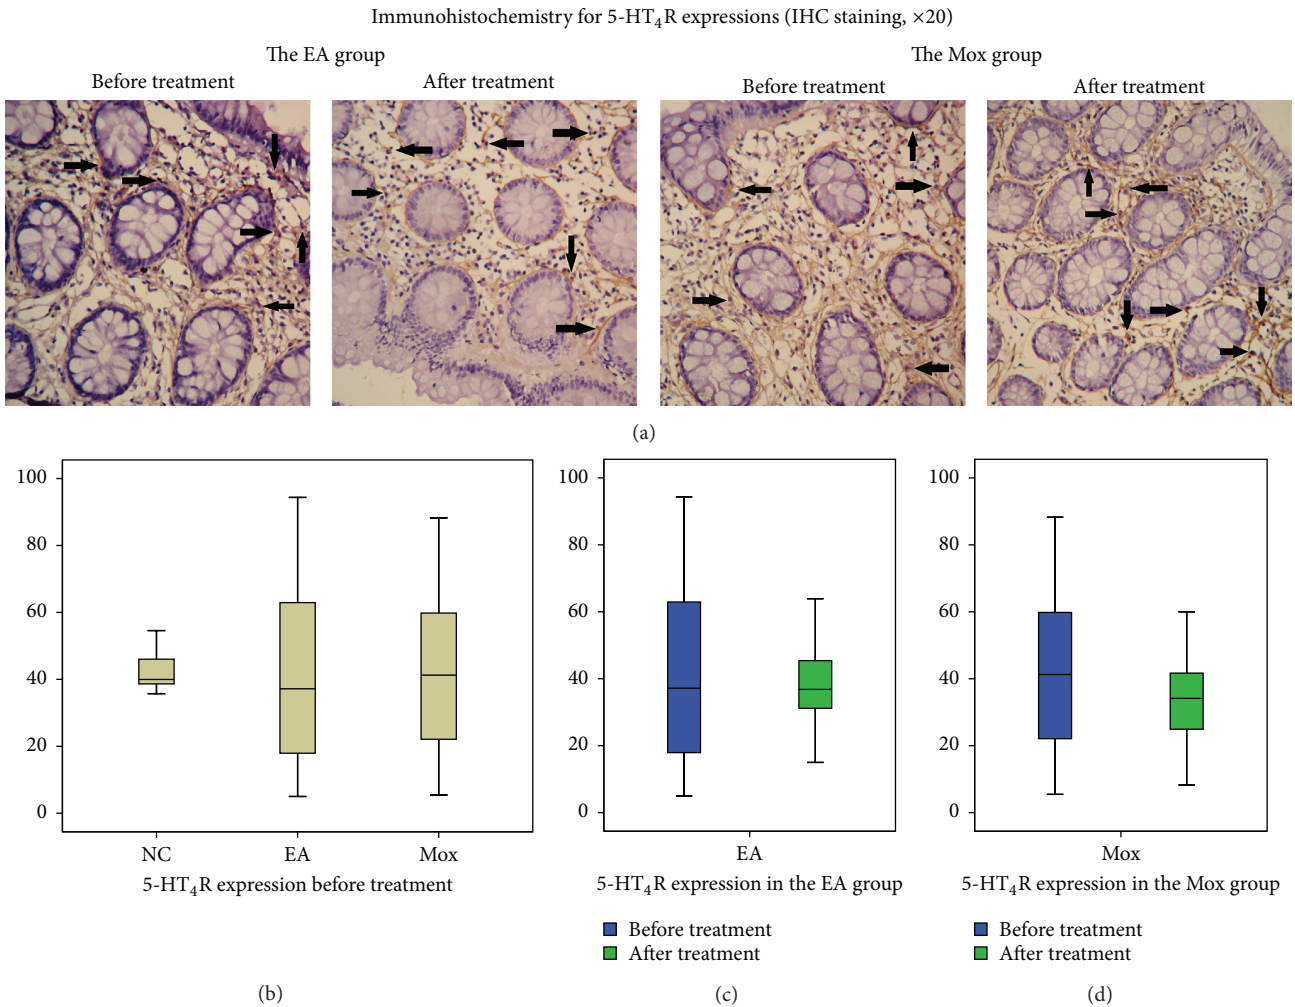 Immunohistochemistry for 5-HT₄R expressions (IHC staining, ×20)
The EA group
The Mox group
Before treatment
After treatment
Before treatment
After treatment
(a)
100
80
60
40
20
0
NC
EA
Mox
5-HT₄R expression before treatment
(b)
100
80
60
40
20
0
EA
5-HT₄R expression in the EA group
Before treatment
After treatment
(c)
100
80
60
40
20
0
Mox
5-HT₄R expression in the Mox group
Before treatment
After treatment
(d)